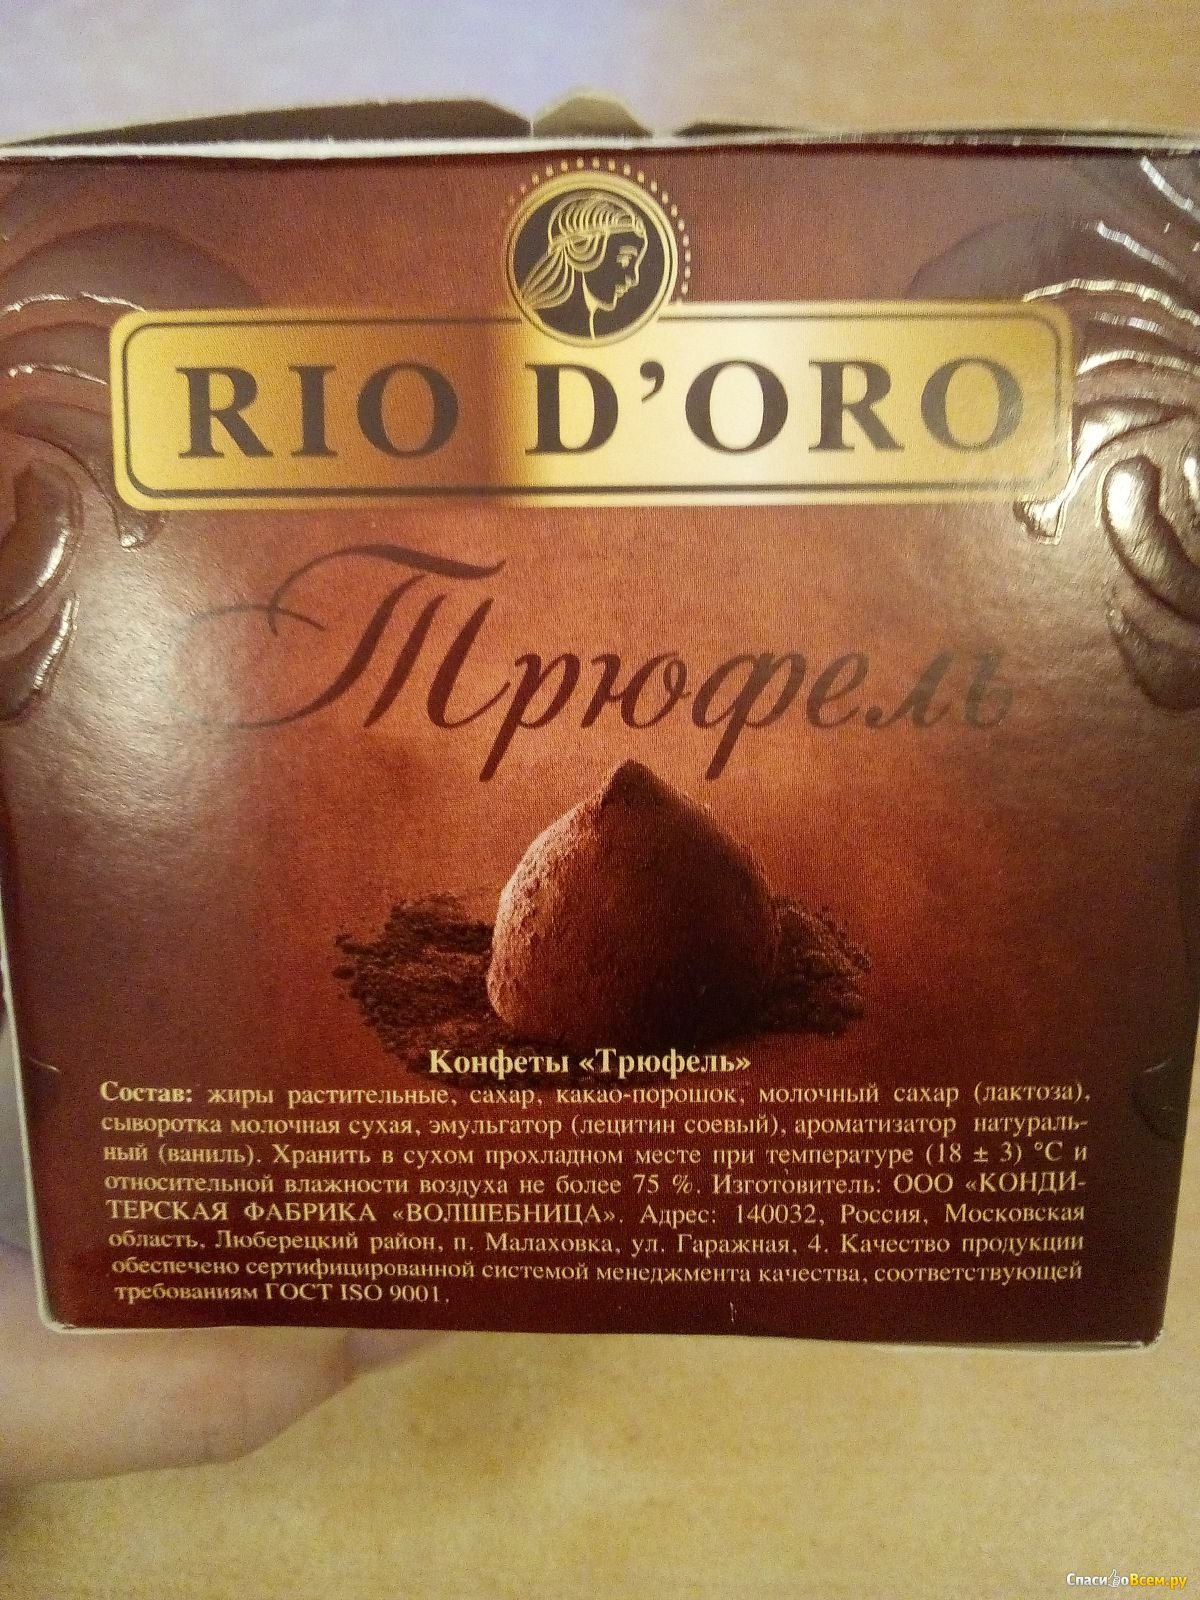 RIO D’ORO
Трюфель
Конфеты «Трюфель»
Состав: жиры растительные, сахар, какао-порошок, молочный сахар (лактоза),
сыворотка молочная сухая, эмульгатор (лецитин соевый), ароматизатор натураль-
ный (ваниль). Хранить в сухом прохладном месте при температуре (18 ± 3) °С и
относительной влажности воздуха не более 75 %. Изготовитель: ООО «КОНДИ-
ТЕРСКАЯ ФАБРИКА «ВОЛШЕБНИЦА». Адрес: 140032, Россия, Московская
область, Люберецкий район, п. Малаховка, ул. Гаражная, 4. Качество продукции
обеспечено сертифицированной системой менеджмента качества, соответствующей
требованиям ГОСТ ISO 9001.
СпасибоВсем.ру